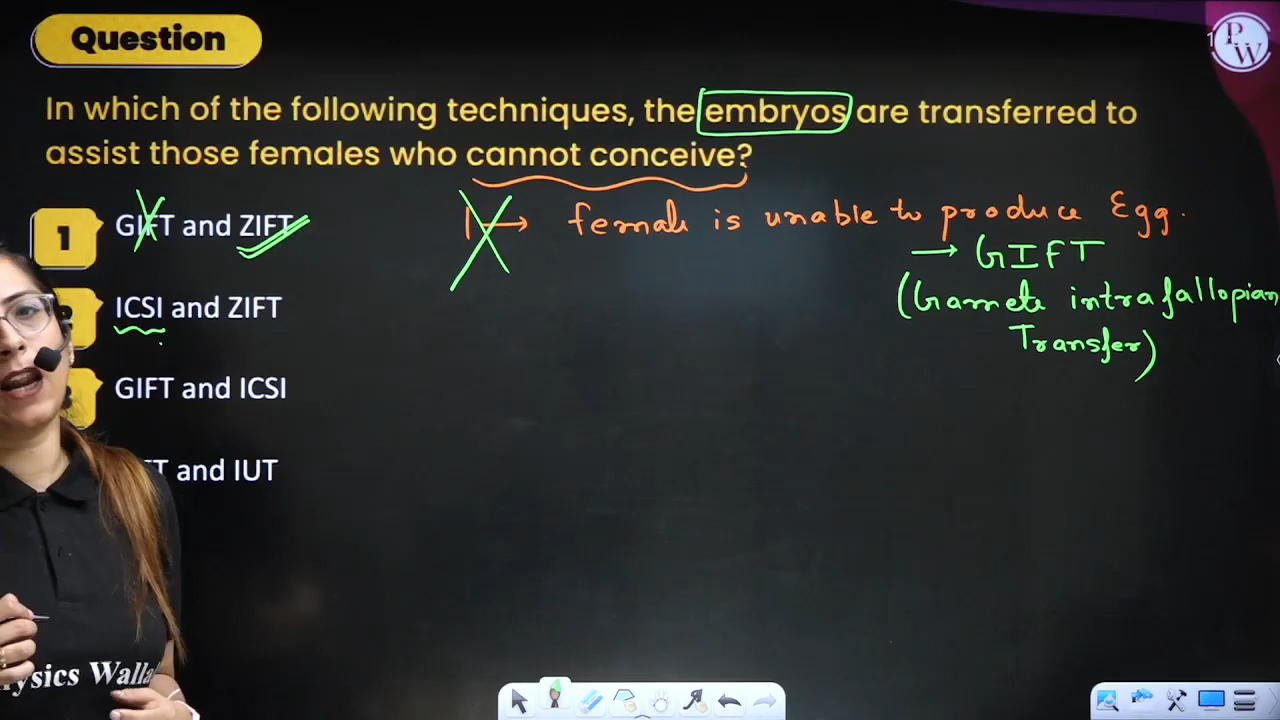 Question
In which of the following techniques, the embryos are transferred to
assist those females who cannot conceive?
1 GIFT and ZIFT
ICSI and ZIFT
GIFT and ICSI
and IUT
1 → female is unable to produce Egg.
→ GIFT
(Gamete intrafallopian
Transfer)
PW